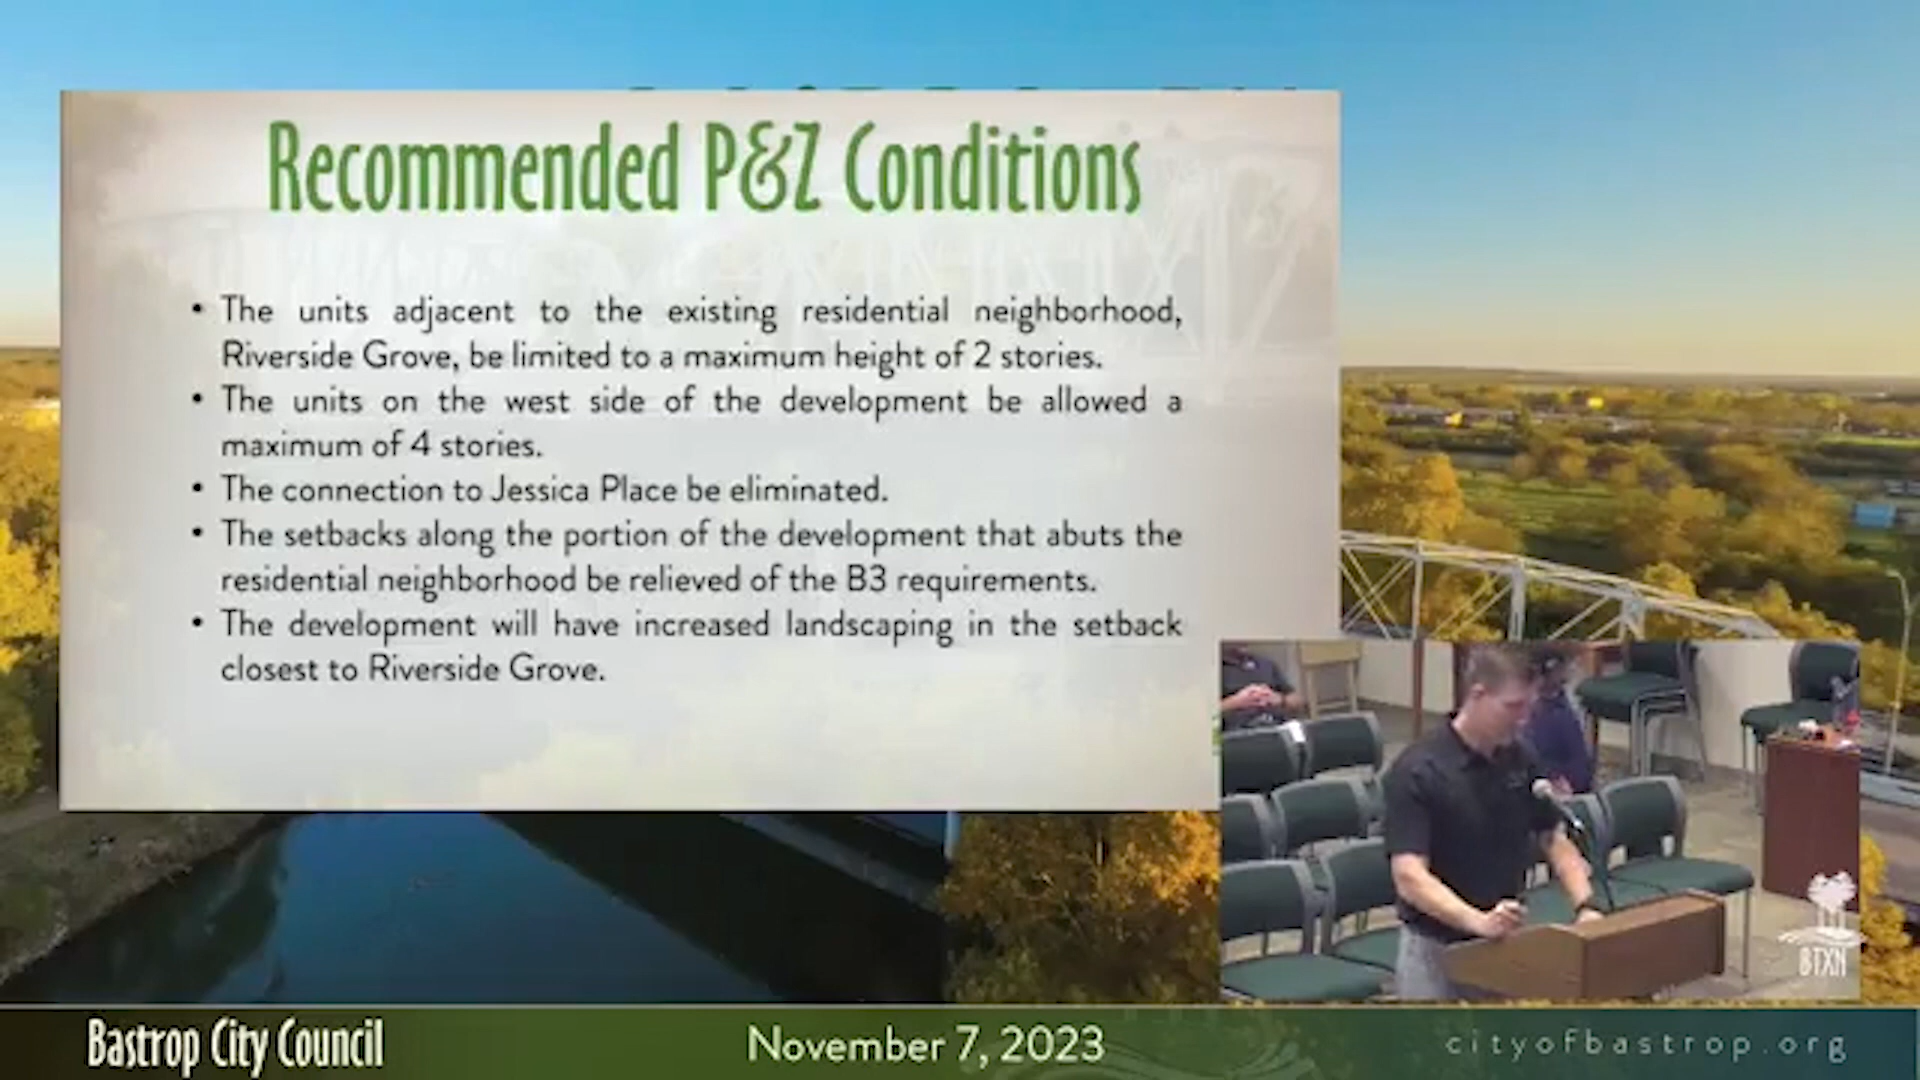 Recommended P&Z Conditions
• The units adjacent to the existing residential neighborhood,
Riverside Grove, be limited to a maximum height of 2 stories.
• The units on the west side of the development be allowed a
maximum of 4 stories.
• The connection to Jessica Place be eliminated.
• The setbacks along the portion of the development that abuts the
residential neighborhood be relieved of the B3 requirements.
• The development will have increased landscaping in the setback
closest to Riverside Grove.
BTXN
Bastrop City Council
November 7, 2023
cityofbastrop.org